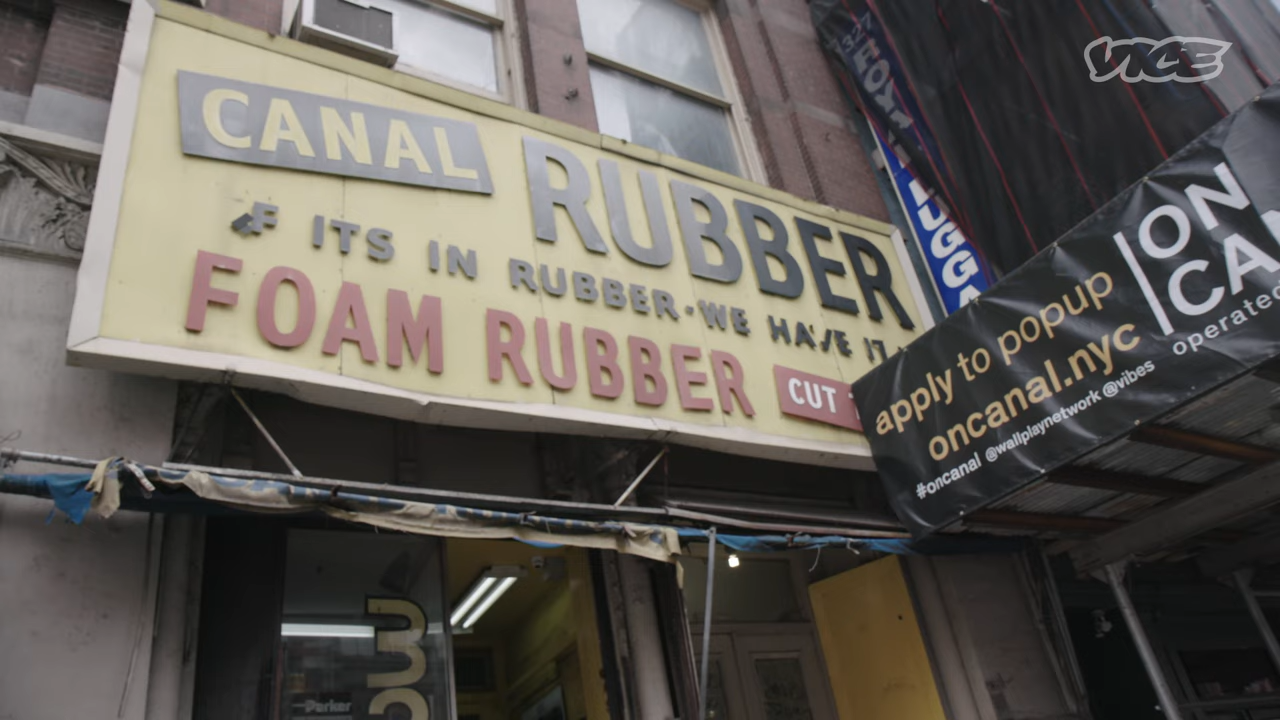 VICE
CANAL RUBBER
IF ITS IN RUBBER-WE HAVE IT
FOAM RUBBER CUT
ON
CA
operated
apply to popup
oncanal.nyc
#oncanal @wallplaynetwork @vibes
Parker